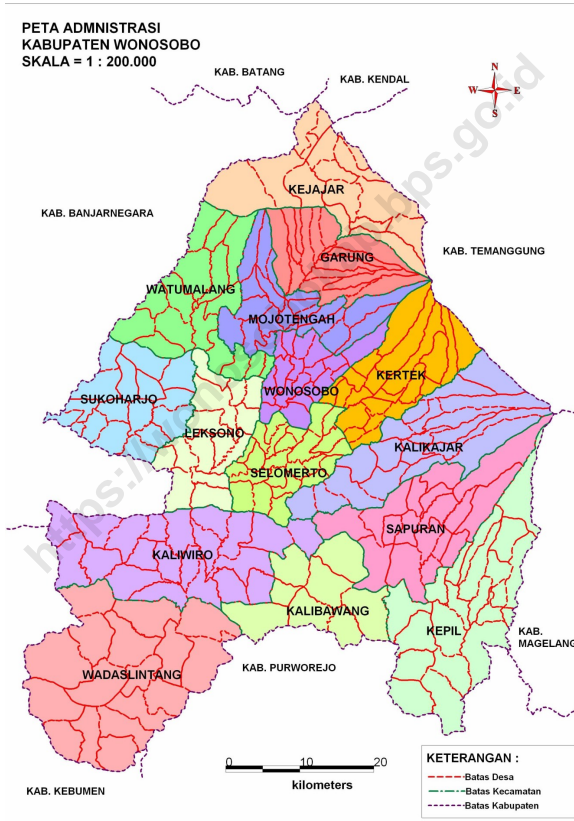 PETA ADMNISTRASI
KABUPATEN WONOSOBO
SKALA = 1 : 200.000
KAB. BATANG
KAB. KENDAL
N
W E
S
KEJAJAR
KAB. BANJARNEGARA
KAB. TEMANGGUNG
GARUNG
WATUMALANG
MOJOTENGAH
KERTEK
WONOSOBO
SUKOHARJO
LEKSONO
KALIKAJAR
SELOMERTO
SAPURAN
KALIWIRO
KALIBAWANG
KEPIL
KAB.
MAGELANG
KAB. PURWOREJO
WADASLINTANG
0 10 20
kilometers
KAB. KEBUMEN
KETERANGAN :
Batas Desa
Batas Kecamatan
Batas Kabupaten